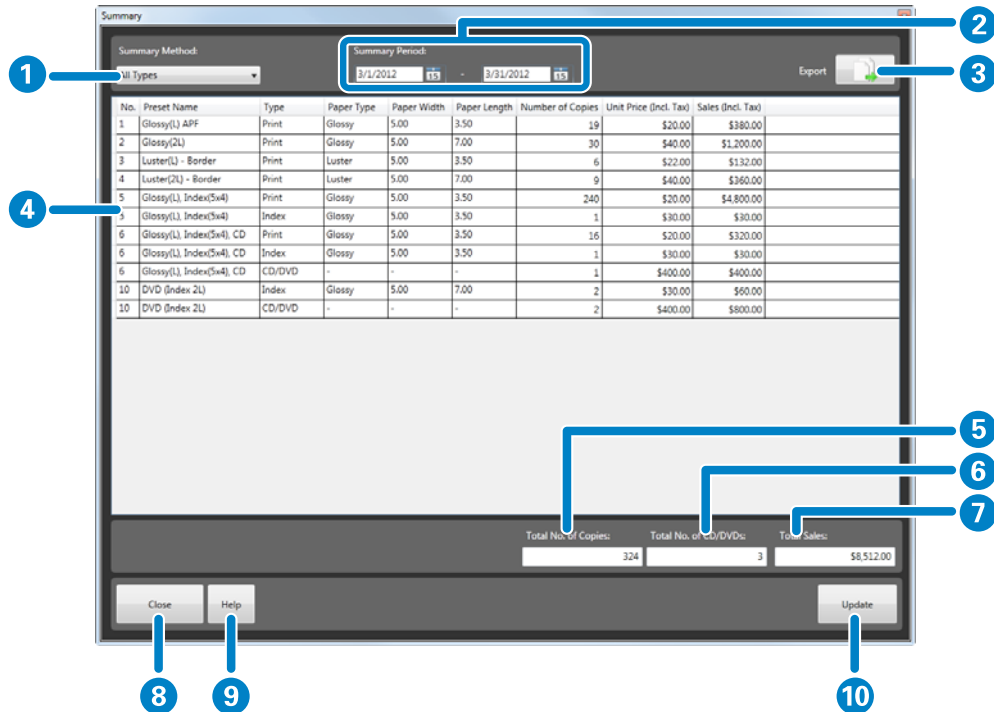 Summary
Summary Method:
Summary Period:
All Types
3/1/2012 15 - 3/31/2012 15
Export
No. Preset Name Type Paper Type Paper Width Paper Length Number of Copies Unit Price (Incl. Tax) Sales (Incl. Tax)
1 Glossy(L) APF Print Glossy 5.00 3.50 19 $20.00 $380.00
2 Glossy(2L) Print Glossy 5.00 7.00 30 $40.00 $1,200.00
3 Luster(L) - Border Print Luster 5.00 3.50 6 $22.00 $132.00
4 Luster(2L) - Border Print Luster 5.00 7.00 9 $40.00 $360.00
5 Glossy(L), Index(5x4) Print Glossy 5.00 3.50 240 $20.00 $4,800.00
5 Glossy(L), Index(5x4) Index Glossy 5.00 3.50 1 $30.00 $30.00
6 Glossy(L), Index(5x4), CD Print Glossy 5.00 3.50 16 $20.00 $320.00
6 Glossy(L), Index(5x4), CD Index Glossy 5.00 3.50 1 $30.00 $30.00
6 Glossy(L), Index(5x4), CD CD/DVD - - - 1 $400.00 $400.00
10 DVD (Index 2L) Index Glossy 5.00 7.00 2 $30.00 $60.00
10 DVD (Index 2L) CD/DVD - - - 2 $400.00 $800.00
Total No. of Copies: Total No. of CD/DVDs: Total Sales:
324 3 $8,512.00
Close Help Update
1
2
3
4
5
6
7
8 9 10